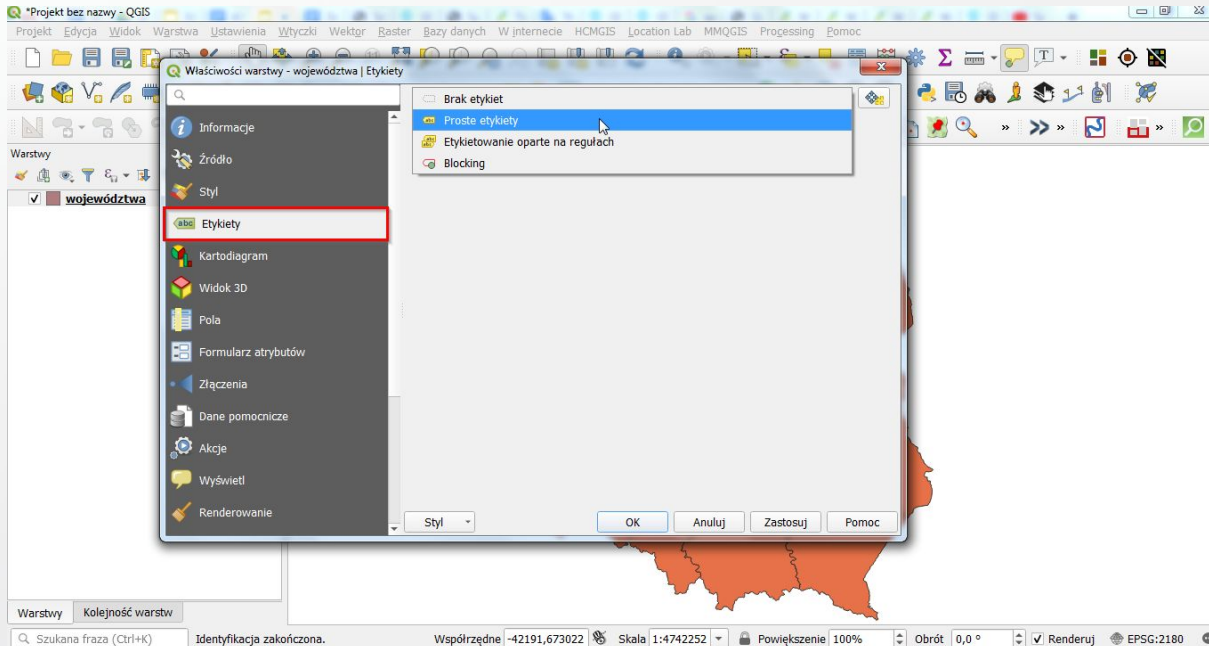 *Projekt bez nazwy - QGIS
Projekt Edycja Widok Warstwa Ustawienia Wtyczki Wektor Raster Bazy danych W internecie HCMGIS Location Lab MMQGIS Processing Pomoc
Właściwości warstwy - województwa | Etykiety
Brak etykiet
Informacje
Proste etykiety
Etykietowanie oparte na regułach
Źródło
Blocking
Warstwy
Styl
województwa
abc Etykiety
Kartodiagram
Widok 3D
Pola
Formularz atrybutów
Złączenia
Dane pomocnicze
Akcje
Wyświetl
Renderowanie
Styl OK Anuluj Zastosuj Pomoc
Warstwy Kolejność warstw
Szukana fraza (Ctrl+K) Identyfikacja zakończona. Współrzędne -42191,673022 Skala 1:4742252 Powiększenie 100% Obrót 0,0 ° Renderuj EPSG:2180